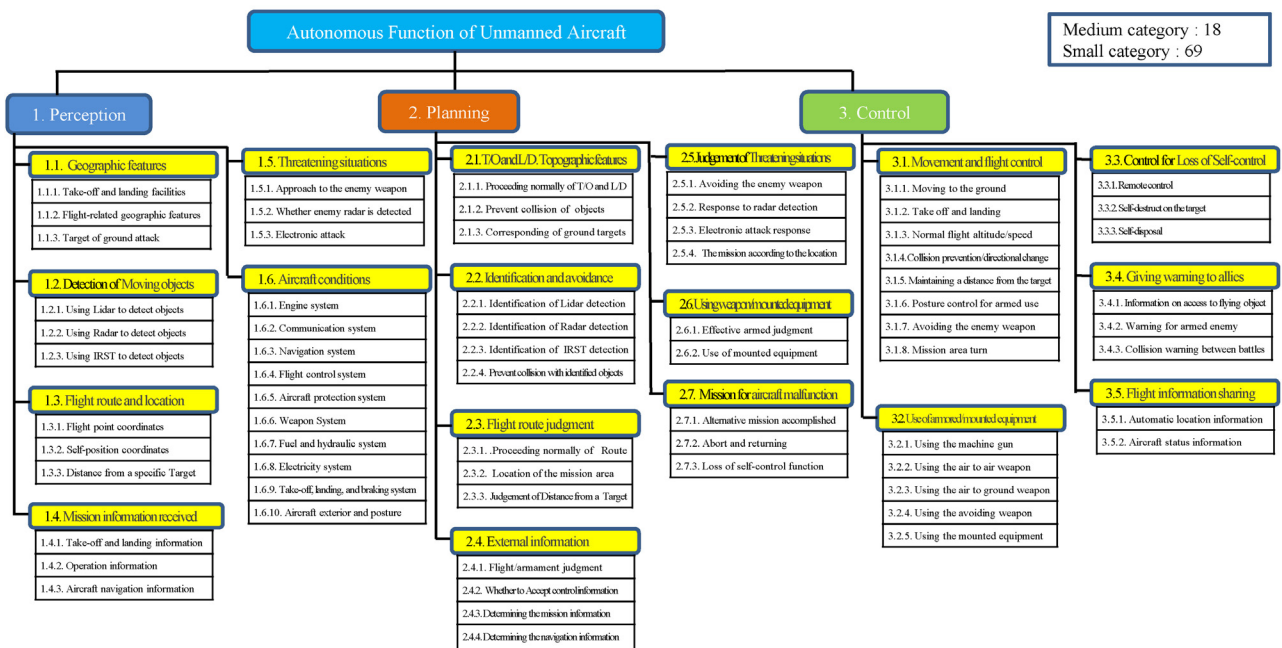 Autonomous Function of Unmanned Aircraft
Medium category : 18
Small category : 69
1. Perception
1.1. Geographic features
1.1.1. Take-off and landing facilities
1.1.2. Flight-related geographic features
1.1.3. Target of ground attack
1.2. Detection of Moving objects
1.2.1. Using Lidar to detect objects
1.2.2. Using Radar to detect objects
1.2.3. Using IRST to detect objects
1.3. Flight route and location
1.3.1. Flight point coordinates
1.3.2. Self-position coordinates
1.3.3. Distance from a specific Target
1.4. Mission information received
1.4.1. Take-off and landing information
1.4.2. Operation information
1.4.3. Aircraft navigation information
1.5. Threatening situations
1.5.1. Approach to the enemy weapon
1.5.2. Whether enemy radar is detected
1.5.3. Electronic attack
1.6. Aircraft conditions
1.6.1. Engine system
1.6.2. Communication system
1.6.3. Navigation system
1.6.4. Flight control system
1.6.5. Aircraft protection system
1.6.6. Weapon System
1.6.7. Fuel and hydraulic system
1.6.8. Electricity system
1.6.9. Take-off, landing, and braking system
1.6.10. Aircraft exterior and posture
2. Planning
2.1. T/O and L/D. Topographic features
2.1.1. Proceeding normally of T/O and L/D
2.1.2. Prevent collision of objects
2.1.3. Corresponding of ground targets
2.2. Identification and avoidance
2.2.1. Identification of Lidar detection
2.2.2. Identification of Radar detection
2.2.3. Identification of IRST detection
2.2.4. Prevent collision with identified objects
2.3. Flight route judgment
2.3.1. .Proceeding normally of Route
2.3.2. Location of the mission area
2.3.3. Judgement of Distance from a Target
2.4. External information
2.4.1. Flight/armament judgment
2.4.2. Whether to Accept control information
2.4.3. Determining the mission information
2.4.4. Determining the navigation information
2.5. Judgement of Threatening situations
2.5.1. Avoiding the enemy weapon
2.5.2. Response to radar detection
2.5.3. Electronic attack response
2.5.4. The mission according to the location
2.6. Using weapon/mounted equipment
2.6.1. Effective armed judgment
2.6.2. Use of mounted equipment
2.7. Mission for aircraft malfunction
2.7.1. Alternative mission accomplished
2.7.2. Abort and returning
2.7.3. Loss of self-control function
3. Control
3.1. Movement and flight control
3.1.1. Moving to the ground
3.1.2. Take off and landing
3.1.3. Normal flight altitude/speed
3.1.4. Collision prevention/directional change
3.1.5. Maintaining a distance from the target
3.1.6. Posture control for armed use
3.1.7. Avoiding the enemy weapon
3.1.8. Mission area turn
3.2. Use of armored/mounted equipment
3.2.1. Using the machine gun
3.2.2. Using the air to air weapon
3.2.3. Using the air to ground weapon
3.2.4. Using the avoiding weapon
3.2.5. Using the mounted equipment
3.3. Control for Loss of Self-control
3.3.1. Remote control
3.3.2. Self-destruct on the target
3.3.3. Self-disposal
3.4. Giving warning to allies
3.4.1. Information on access to flying object
3.4.2. Warning for armed enemy
3.4.3. Collision warning between battles
3.5. Flight information sharing
3.5.1. Automatic location information
3.5.2. Aircraft status information